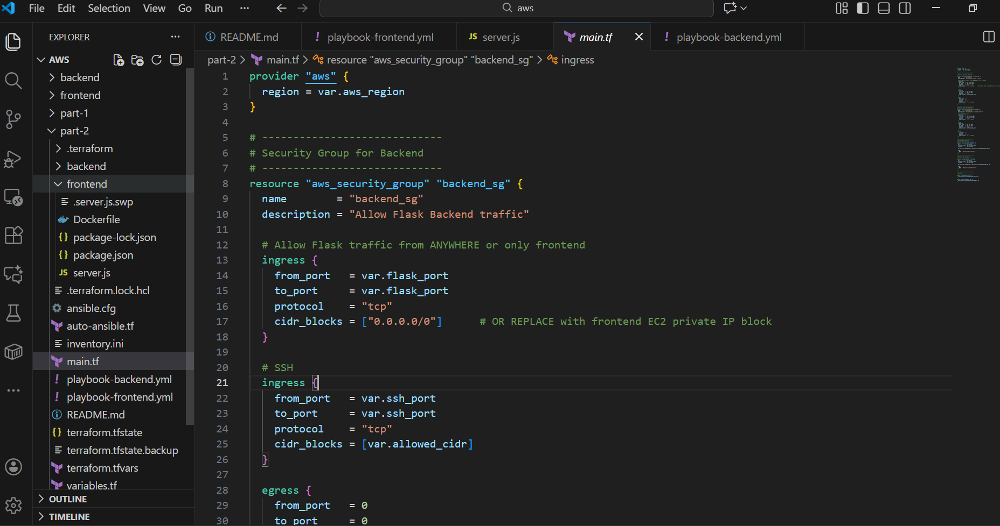 File Edit Selection View Go Run ··· aws
EXPLORER ···
README.md
! playbook-frontend.yml
JS server.js
main.tf
! playbook-backend.yml
AWS
part-2 > main.tf > resource "aws_security_group" "backend_sg" > ingress
backend
frontend
part-1
part-2
.terraform
backend
frontend
.server.js.swp
Dockerfile
{} package-lock.json
{} package.json
JS server.js
.terraform.lock.hcl
ansible.cfg
auto-ansible.tf
inventory.ini
main.tf
! playbook-backend.yml
! playbook-frontend.yml
README.md
{} terraform.tfstate
terraform.tfstate.backup
terraform.tfvars
variables.tf
OUTLINE
TIMELINE
1 provider "aws" {
2 region = var.aws_region
3 }
4
5 # -----------------------------
6 # Security Group for Backend
7 # -----------------------------
8 resource "aws_security_group" "backend_sg" {
9 name = "backend_sg"
10 description = "Allow Flask Backend traffic"
11
12 # Allow Flask traffic from ANYWHERE or only frontend
13 ingress {
14 from_port = var.flask_port
15 to_port = var.flask_port
16 protocol = "tcp"
17 cidr_blocks = ["0.0.0.0/0"] # OR REPLACE with frontend EC2 private IP block
18 }
19
20 # SSH
21 ingress {
22 from_port = var.ssh_port
23 to_port = var.ssh_port
24 protocol = "tcp"
25 cidr_blocks = [var.allowed_cidr]
26 }
27
28 egress {
29 from_port = 0
30 to_port = 0